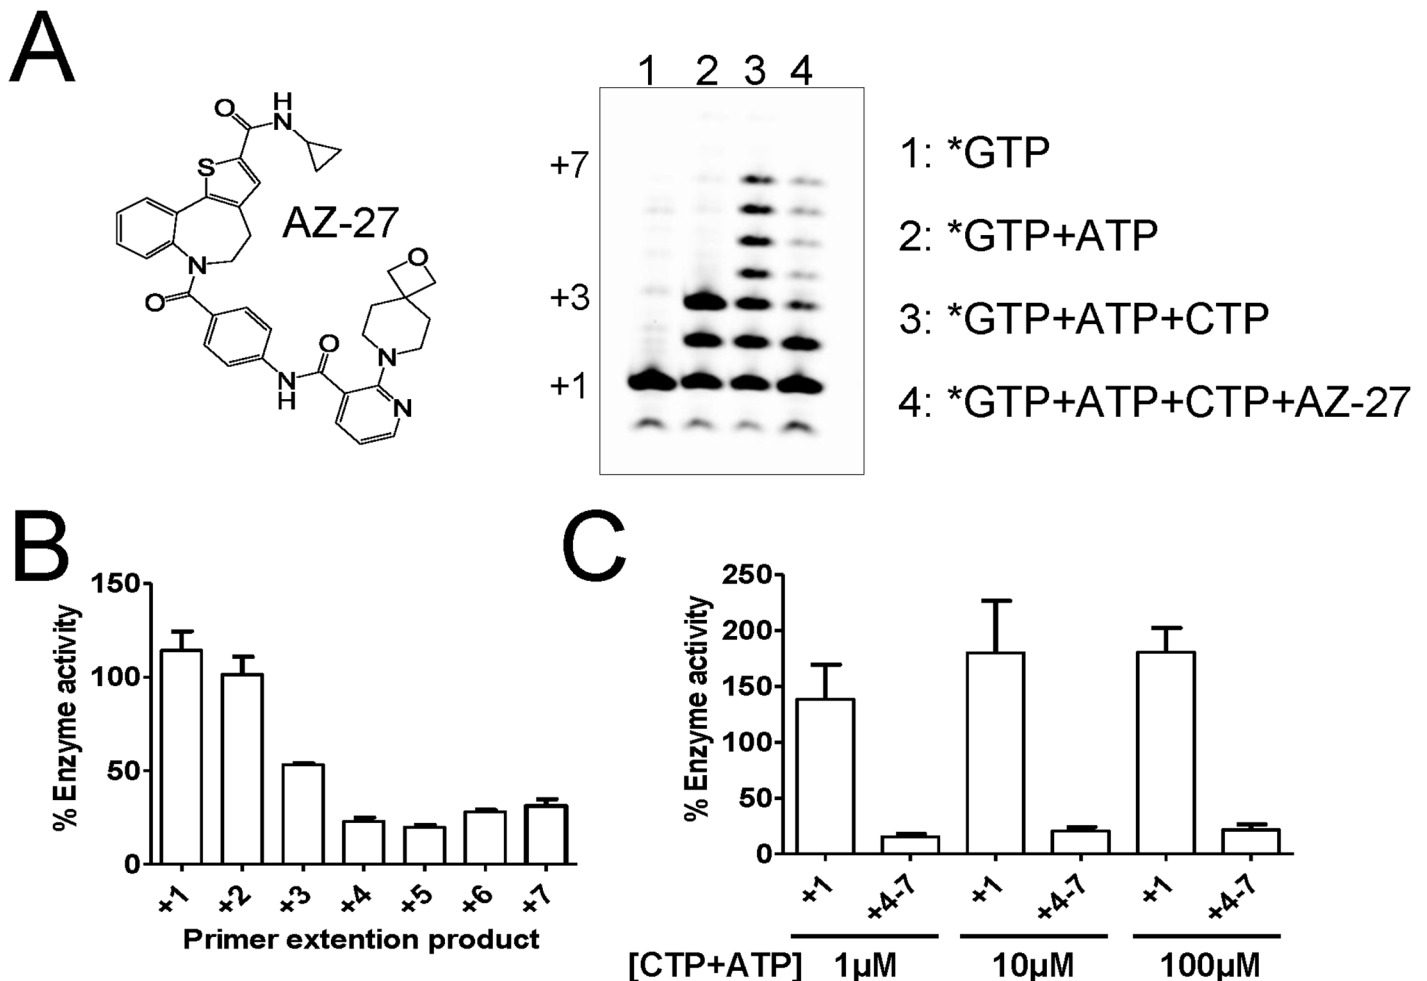 A
1 2 3 4
O
H
N
S
AZ-27
N
O
O
O
N
N
H
N
+7
+3
+1
1: *GTP
2: *GTP+ATP
3: *GTP+ATP+CTP
4: *GTP+ATP+CTP+AZ-27
B
% Enzyme activity
150
100
50
0
+1 +2 +3 +4 +5 +6 +7
Primer extention product
C
% Enzyme activity
250
200
150
100
50
0
+1 +4-7 +1 +4-7 +1 +4-7
[CTP+ATP] 1µM 10µM 100µM